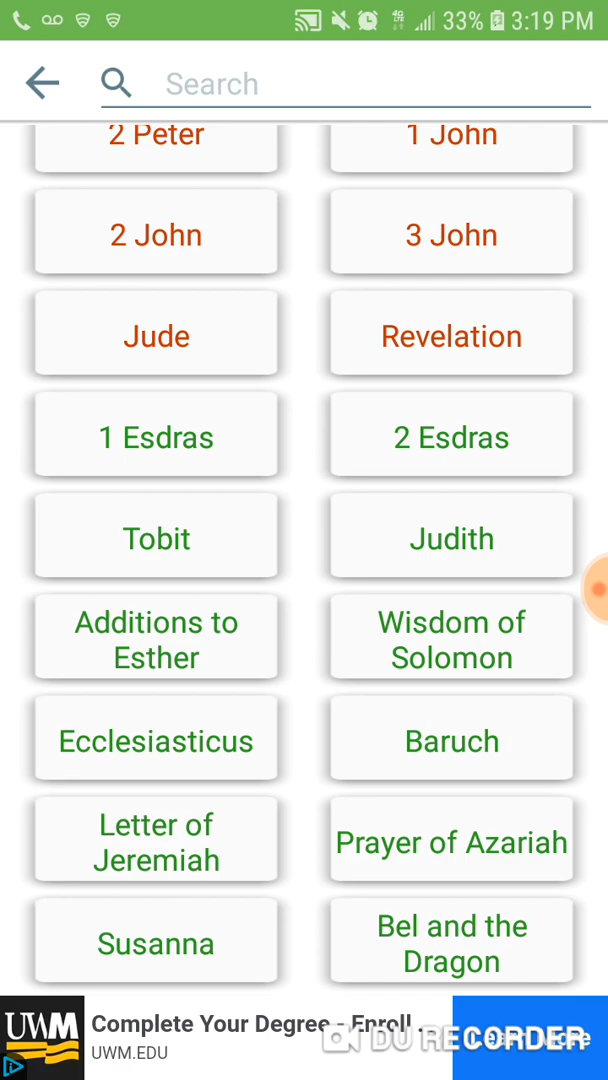 33% 3:19 PM
Search
2 Peter
1 John
2 John
3 John
Jude
Revelation
1 Esdras
2 Esdras
Tobit
Judith
Additions to
Esther
Wisdom of
Solomon
Ecclesiasticus
Baruch
Letter of
Jeremiah
Prayer of Azariah
Susanna
Bel and the
Dragon
UWM
Complete Your Degree - Enroll ...
UWM.EDU
DU RECORDER